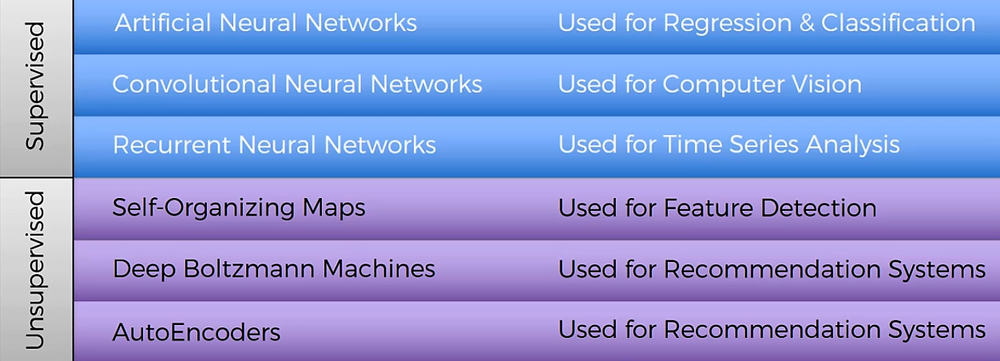 Supervised
Artificial Neural Networks Used for Regression & Classification
Convolutional Neural Networks Used for Computer Vision
Recurrent Neural Networks Used for Time Series Analysis
Unsupervised
Self-Organizing Maps Used for Feature Detection
Deep Boltzmann Machines Used for Recommendation Systems
AutoEncoders Used for Recommendation Systems